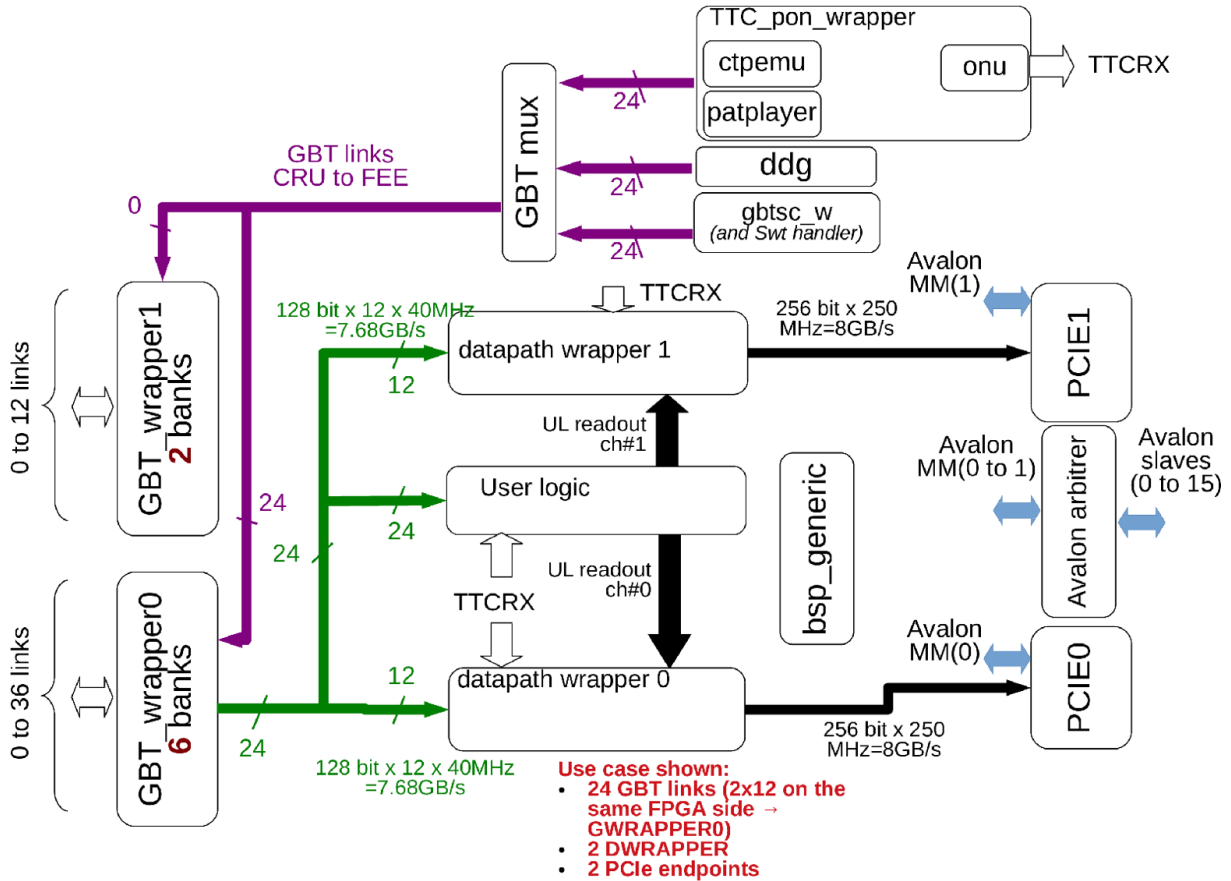 TTC_pon_wrapper
ctpemu
onu
TTCRX
patplayer
24
GBT mux
ddg
24
gbtsc_w
(and Swt handler)
24
GBT links
CRU to FEE
0
24
0 to 12 links
GBT_wrapper1
2 banks
0 to 36 links
GBT_wrapper0
6 banks
24
24
128 bit x 12 x 40MHz
=7.68GB/s
12
TTCRX
datapath wrapper 1
256 bit x 250
MHz=8GB/s
Avalon
MM(1)
PCIE1
UL readout
ch#1
User logic
24
UL readout
ch#0
TTCRX
bsp_generic
Avalon
MM(0 to 1)
Avalon arbitrer
Avalon
slaves
(0 to 15)
12
datapath wrapper 0
128 bit x 12 x 40MHz
=7.68GB/s
256 bit x 250
MHz=8GB/s
Avalon
MM(0)
PCIE0
Use case shown:
• 24 GBT links (2x12 on the
same FPGA side →
GWRAPPER0)
• 2 DWRAPPER
• 2 PCIe endpoints